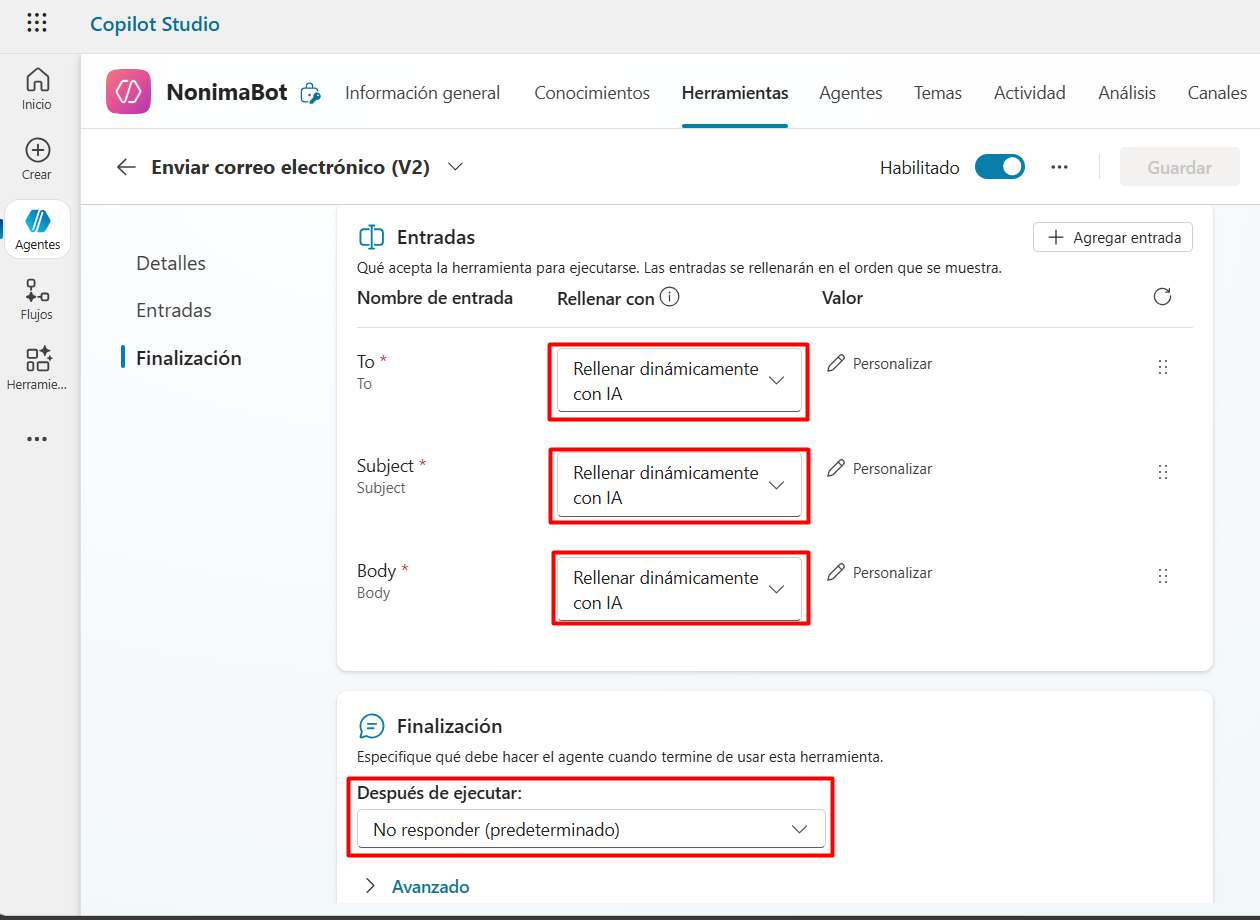 Copilot Studio
Inicio
Crear
Agentes
Flujos
Herramie...
NonimaBot
Información general
Conocimientos
Herramientas
Agentes
Temas
Actividad
Análisis
Canales
Enviar correo electrónico (V2)
Habilitado
Guardar
Detalles
Entradas
Finalización
Entradas
Agregar entrada
Qué acepta la herramienta para ejecutarse. Las entradas se rellenarán en el orden que se muestra.
Nombre de entrada
Rellenar con
Valor
To *
To
Rellenar dinámicamente
con IA
Personalizar
Subject *
Subject
Rellenar dinámicamente
con IA
Personalizar
Body *
Body
Rellenar dinámicamente
con IA
Personalizar
Finalización
Especifique qué debe hacer el agente cuando termine de usar esta herramienta.
Después de ejecutar:
No responder (predeterminado)
Avanzado